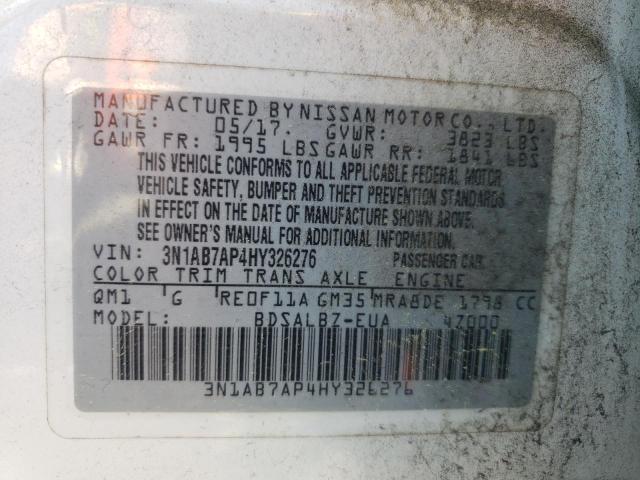 MANUFACTURED BY NISSAN MOTOR CO., LTD.
DATE: 05/17. GVWR: 3823 LBS
GAWR FR: 1995 LBS GAWR RR: 1841 LBS
THIS VEHICLE CONFORMS TO ALL APPLICABLE FEDERAL MOTOR
VEHICLE SAFETY, BUMPER AND THEFT PREVENTION STANDARDS
IN EFFECT ON THE DATE OF MANUFACTURE SHOWN ABOVE.
SEE OWNER'S MANUAL FOR ADDITIONAL INFORMATION.
VIN: 3N1AB7AP4HY326276 PASSENGER CAR
COLOR TRIM TRANS AXLE ENGINE
QM1 G RE0F11A GM35 MRA8DE 1798 CC
MODEL: BDSALBZ-EUA 4Z000
3N1AB7AP4HY326276